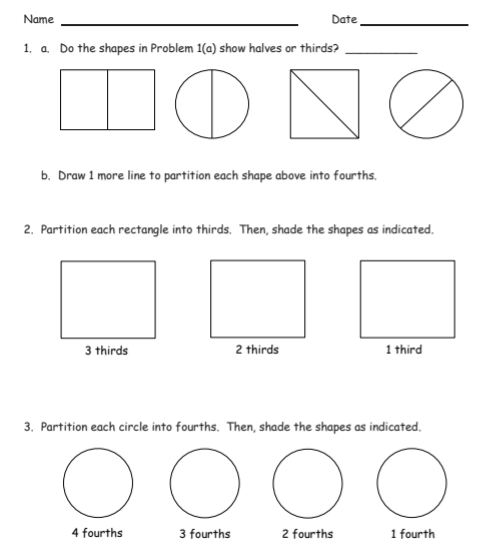 Name ____________ Date ____________
1. a. Do the shapes in Problem 1(a) show halves or thirds? ____________
b. Draw 1 more line to partition each shape above into fourths.
2. Partition each rectangle into thirds. Then, shade the shapes as indicated.
3 thirds 2 thirds 1 third
3. Partition each circle into fourths. Then, shade the shapes as indicated.
4 fourths 3 fourths 2 fourths 1 fourth